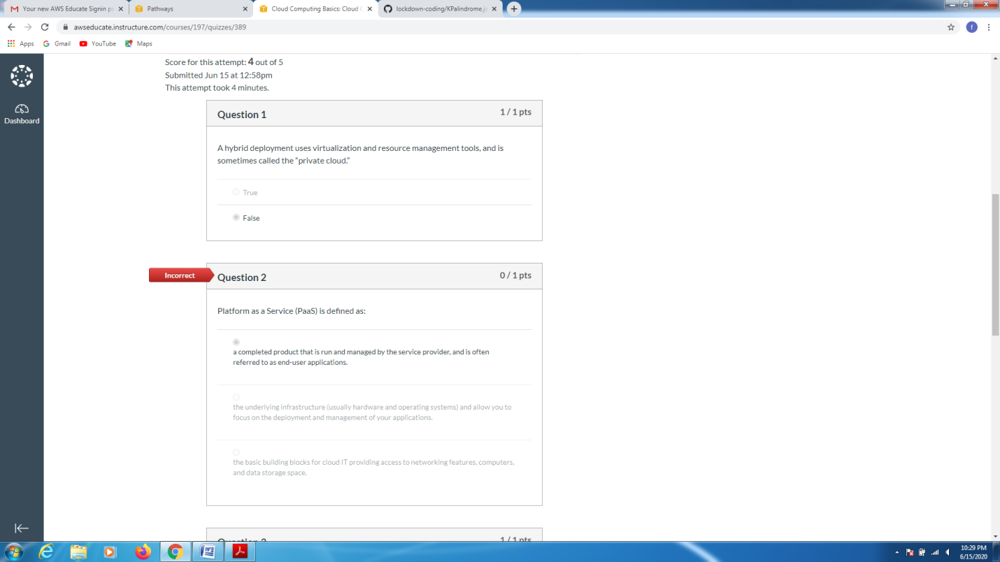 Your new AWS Educate Signin pa
Pathways
Cloud Computing Basics: Cloud C
lockdown-coding/KPalindrome.ja
awseducate.instructure.com/courses/197/quizzes/389
f
Apps
Gmail
YouTube
Maps
Dashboard
Score for this attempt: 4 out of 5
Submitted Jun 15 at 12:58pm
This attempt took 4 minutes.
Question 1
1 / 1 pts
A hybrid deployment uses virtualization and resource management tools, and is
sometimes called the “private cloud.”
True
False
Incorrect
Question 2
0 / 1 pts
Platform as a Service (PaaS) is defined as:
a completed product that is run and managed by the service provider, and is often
referred to as end-user applications.
the underlying infrastructure (usually hardware and operating systems) and allow you to
focus on the deployment and management of your applications.
the basic building blocks for cloud IT providing access to networking features, computers,
and data storage space.
Question 3
1 / 1 pts
10:29 PM
6/15/2020